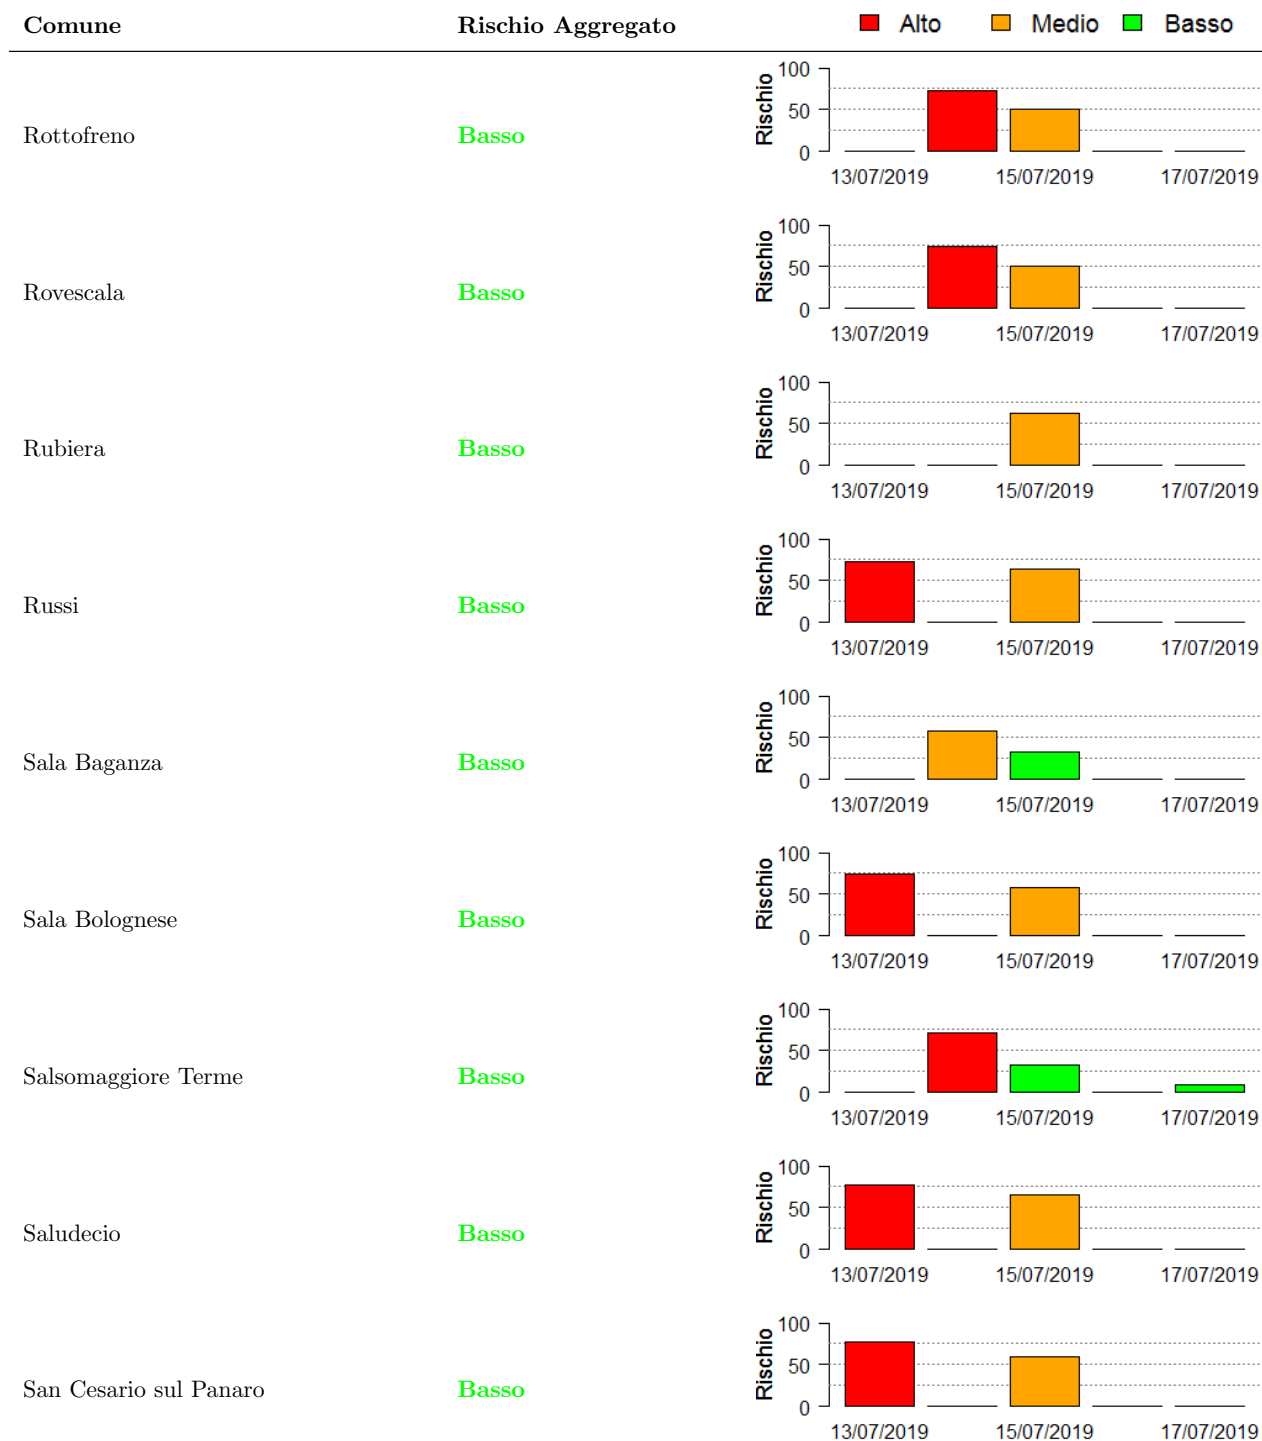 Comune Rischio Aggregato Alto Medio Basso
100
50
0
Rischio
Rottofreno Basso
13/07/2019 15/07/2019 17/07/2019
100
50
0
Rischio
Rovescala Basso
13/07/2019 15/07/2019 17/07/2019
100
50
0
Rischio
Rubiera Basso
13/07/2019 15/07/2019 17/07/2019
100
50
0
Rischio
Russi Basso
13/07/2019 15/07/2019 17/07/2019
100
50
0
Rischio
Sala Baganza Basso
13/07/2019 15/07/2019 17/07/2019
100
50
0
Rischio
Sala Bolognese Basso
13/07/2019 15/07/2019 17/07/2019
100
50
0
Rischio
Salsomaggiore Terme Basso
13/07/2019 15/07/2019 17/07/2019
100
50
0
Rischio
Saludecio Basso
13/07/2019 15/07/2019 17/07/2019
100
50
0
Rischio
San Cesario sul Panaro Basso
13/07/2019 15/07/2019 17/07/2019